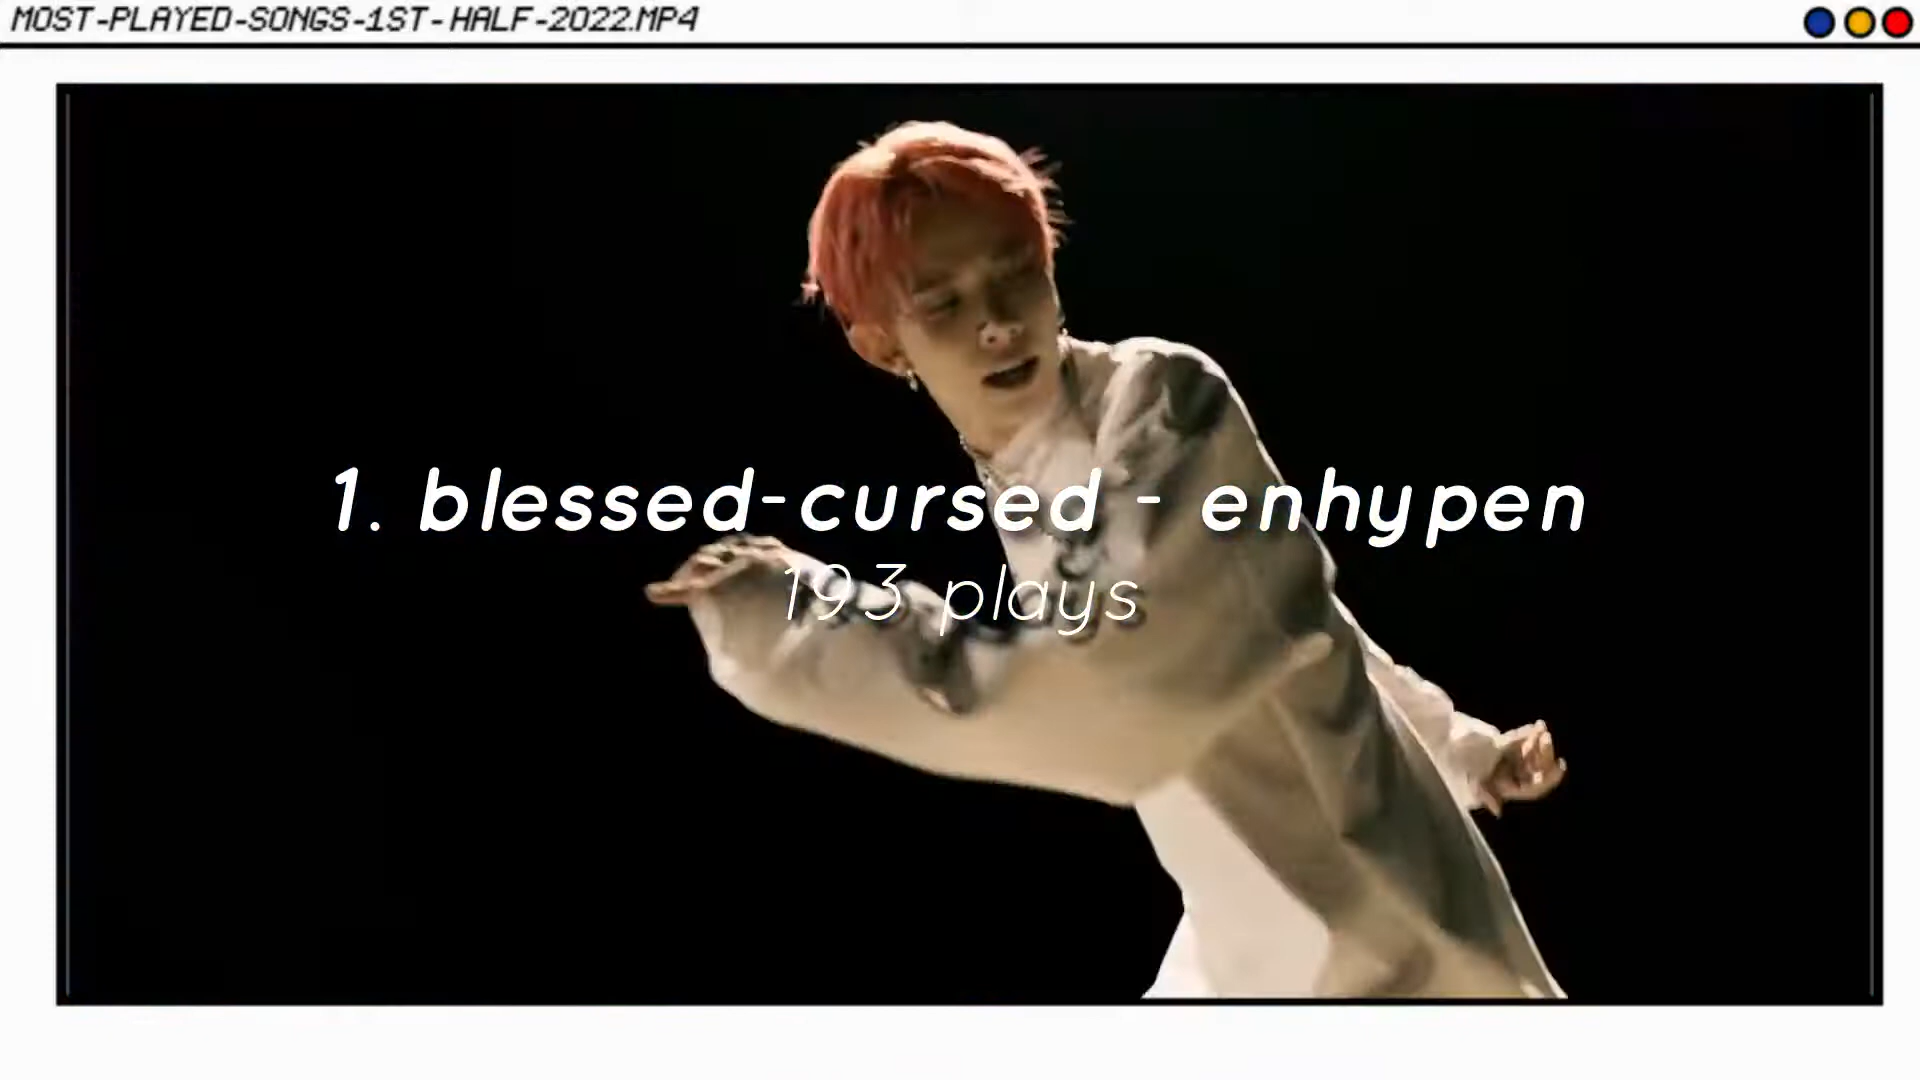 MOST-PLAYED-SONGS-1ST-HALF-2022.MP4
1. blessed-cursed - enhypen
193 plays